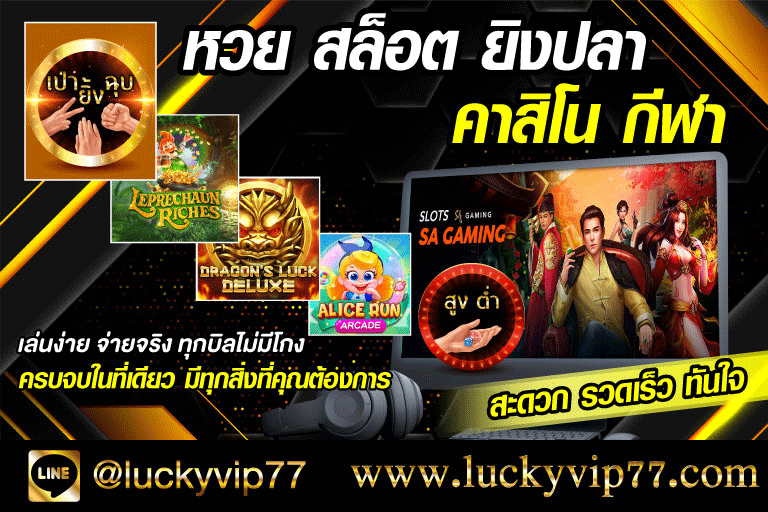 หวย สล็อต ยิงปลา
คาสิโน กีฬา
เป่า ยิ้ง ฉุบ
LEPRECHAUN RICHES
DRAGON'S LUCK DELUXE
ALICE RUN
ARCADE
SLOTS SA GAMING
SA GAMING
สูง ต่ำ
เล่นง่าย จ่ายจริง ทุกบิลไม่มีโกง
ครบจบในที่เดียว มีทุกสิ่งที่คุณต้องการ
สะดวก รวดเร็ว ทันใจ
LINE
@luckyvip77
www.luckyvip77.com